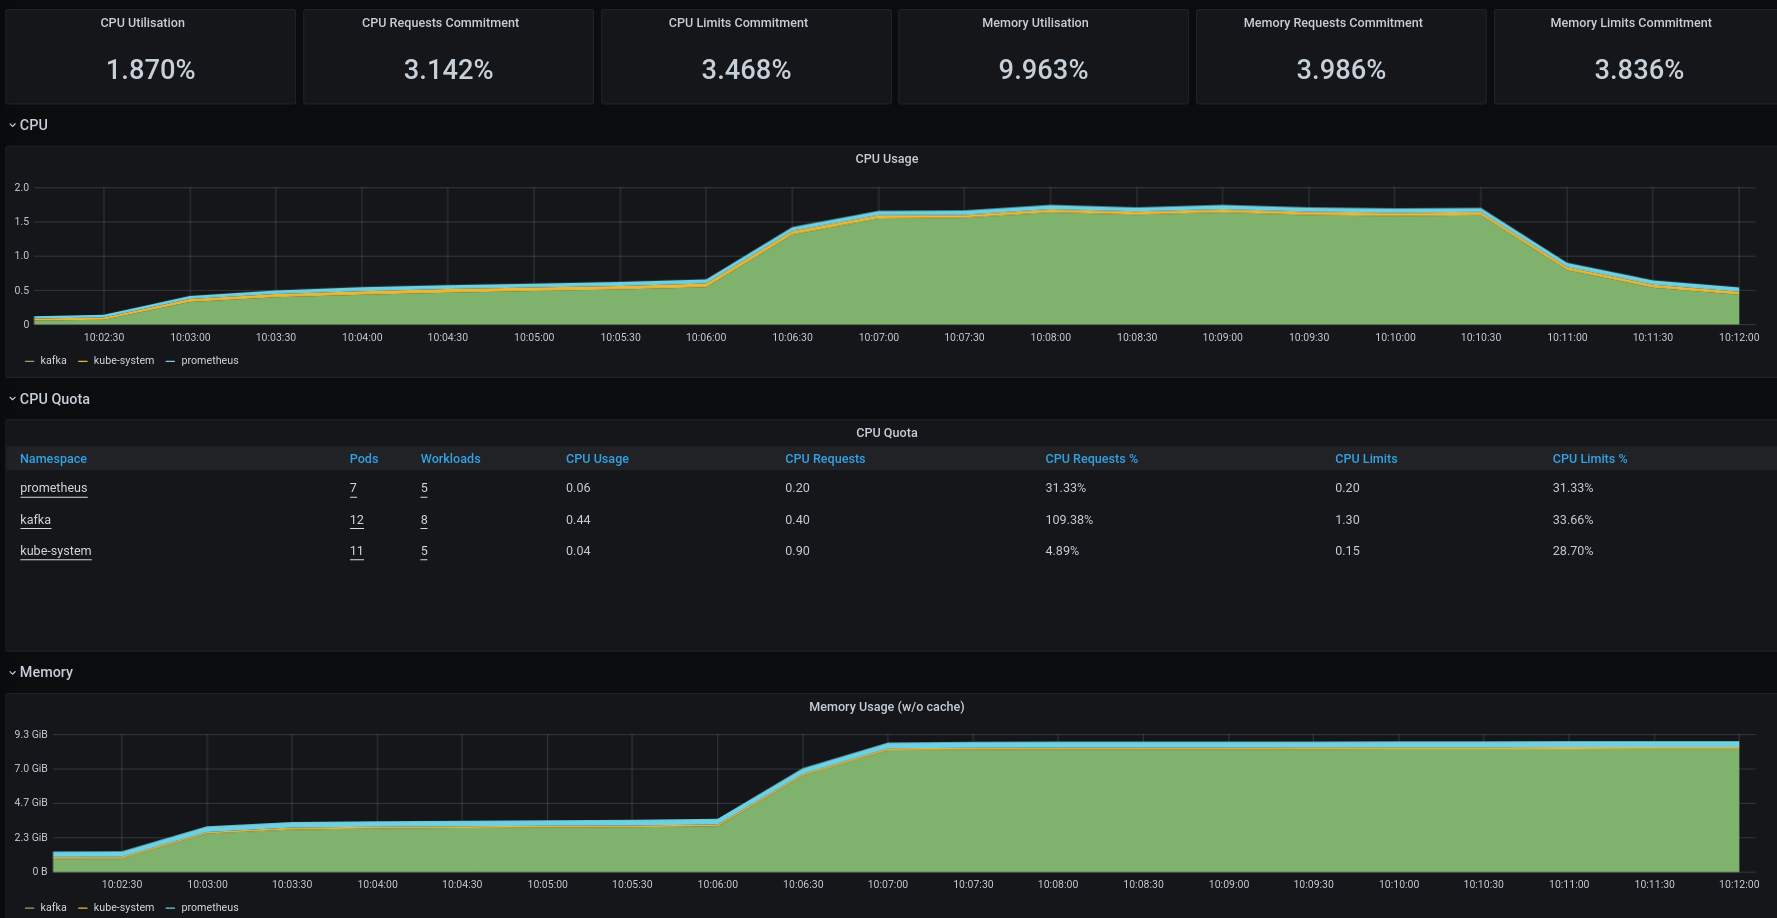 CPU Utilisation CPU Requests Commitment CPU Limits Commitment Memory Utilisation Memory Requests Commitment Memory Limits Commitment
1.870% 3.142% 3.468% 9.963% 3.986% 3.836%
CPU
CPU Usage
2.0
1.5
1.0
0.5
0
10:02:30 10:03:00 10:03:30 10:04:00 10:04:30 10:05:00 10:05:30 10:06:00 10:06:30 10:07:00 10:07:30 10:08:00 10:08:30 10:09:00 10:09:30 10:10:00 10:10:30 10:11:00 10:11:30 10:12:00
kafka kube-system prometheus
CPU Quota
CPU Quota
Namespace Pods Workloads CPU Usage CPU Requests CPU Requests % CPU Limits CPU Limits %
prometheus 7 5 0.06 0.20 31.33% 0.20 31.33%
kafka 12 8 0.44 0.40 109.38% 1.30 33.66%
kube-system 11 5 0.04 0.90 4.89% 0.15 28.70%
Memory
Memory Usage (w/o cache)
9.3 GiB
7.0 GiB
4.7 GiB
2.3 GiB
0 B
10:02:30 10:03:00 10:03:30 10:04:00 10:04:30 10:05:00 10:05:30 10:06:00 10:06:30 10:07:00 10:07:30 10:08:00 10:08:30 10:09:00 10:09:30 10:10:00 10:10:30 10:11:00 10:11:30 10:12:00
kafka kube-system prometheus